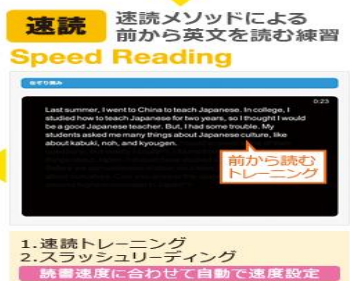 速読
速読メソッドによる
前から英文を読む練習
Speed Reading
なぞり読み
0:23
Last summer, I went to China to teach Japanese. In college, I
studied how to teach Japanese for two years, so I thought I would
be a good Japanese teacher. But, I had some trouble. My
students asked me many things about Japanese culture, like
about kabuki, noh, and kyougen.
前から読む
トレーニング
1.速読トレーニング
2.スラッシュリーディング
読書速度に合わせて自動で速度設定